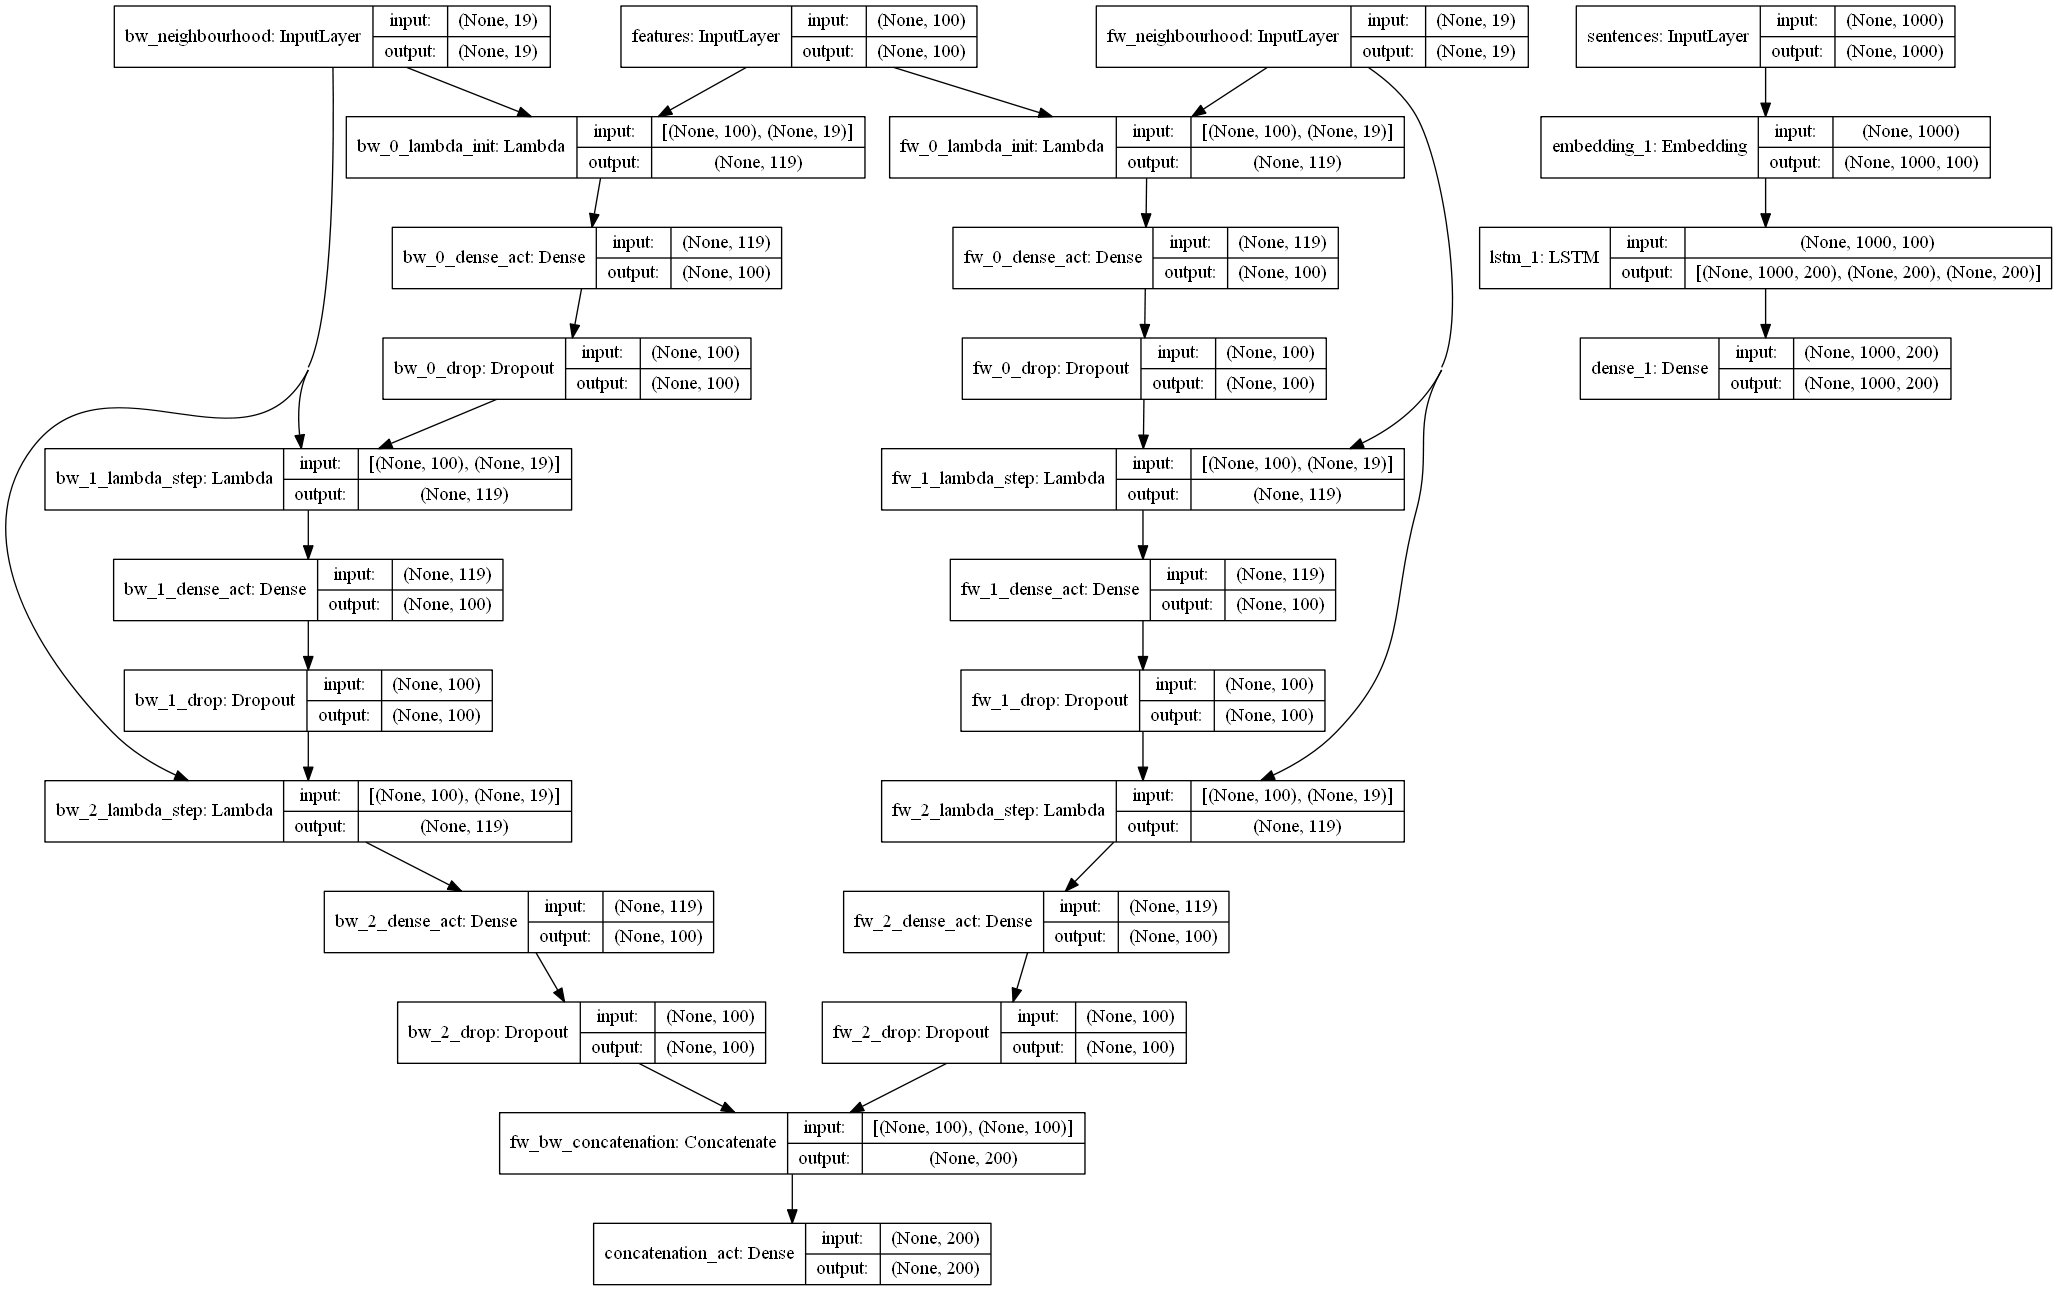 bw_neighbourhood: InputLayer
input: (None, 19)
output: (None, 19)
features: InputLayer
input: (None, 100)
output: (None, 100)
fw_neighbourhood: InputLayer
input: (None, 19)
output: (None, 19)
sentences: InputLayer
input: (None, 1000)
output: (None, 1000)
bw_0_lambda_init: Lambda
input: [(None, 100), (None, 19)]
output: (None, 119)
fw_0_lambda_init: Lambda
input: [(None, 100), (None, 19)]
output: (None, 119)
embedding_1: Embedding
input: (None, 1000)
output: (None, 1000, 100)
bw_0_dense_act: Dense
input: (None, 119)
output: (None, 100)
fw_0_dense_act: Dense
input: (None, 119)
output: (None, 100)
lstm_1: LSTM
input: (None, 1000, 100)
output: [(None, 1000, 200), (None, 200), (None, 200)]
bw_0_drop: Dropout
input: (None, 100)
output: (None, 100)
fw_0_drop: Dropout
input: (None, 100)
output: (None, 100)
dense_1: Dense
input: (None, 1000, 200)
output: (None, 1000, 200)
bw_1_lambda_step: Lambda
input: [(None, 100), (None, 19)]
output: (None, 119)
fw_1_lambda_step: Lambda
input: [(None, 100), (None, 19)]
output: (None, 119)
bw_1_dense_act: Dense
input: (None, 119)
output: (None, 100)
fw_1_dense_act: Dense
input: (None, 119)
output: (None, 100)
bw_1_drop: Dropout
input: (None, 100)
output: (None, 100)
fw_1_drop: Dropout
input: (None, 100)
output: (None, 100)
bw_2_lambda_step: Lambda
input: [(None, 100), (None, 19)]
output: (None, 119)
fw_2_lambda_step: Lambda
input: [(None, 100), (None, 19)]
output: (None, 119)
bw_2_dense_act: Dense
input: (None, 119)
output: (None, 100)
fw_2_dense_act: Dense
input: (None, 119)
output: (None, 100)
bw_2_drop: Dropout
input: (None, 100)
output: (None, 100)
fw_2_drop: Dropout
input: (None, 100)
output: (None, 100)
fw_bw_concatenation: Concatenate
input: [(None, 100), (None, 100)]
output: (None, 200)
concatenation_act: Dense
input: (None, 200)
output: (None, 200)